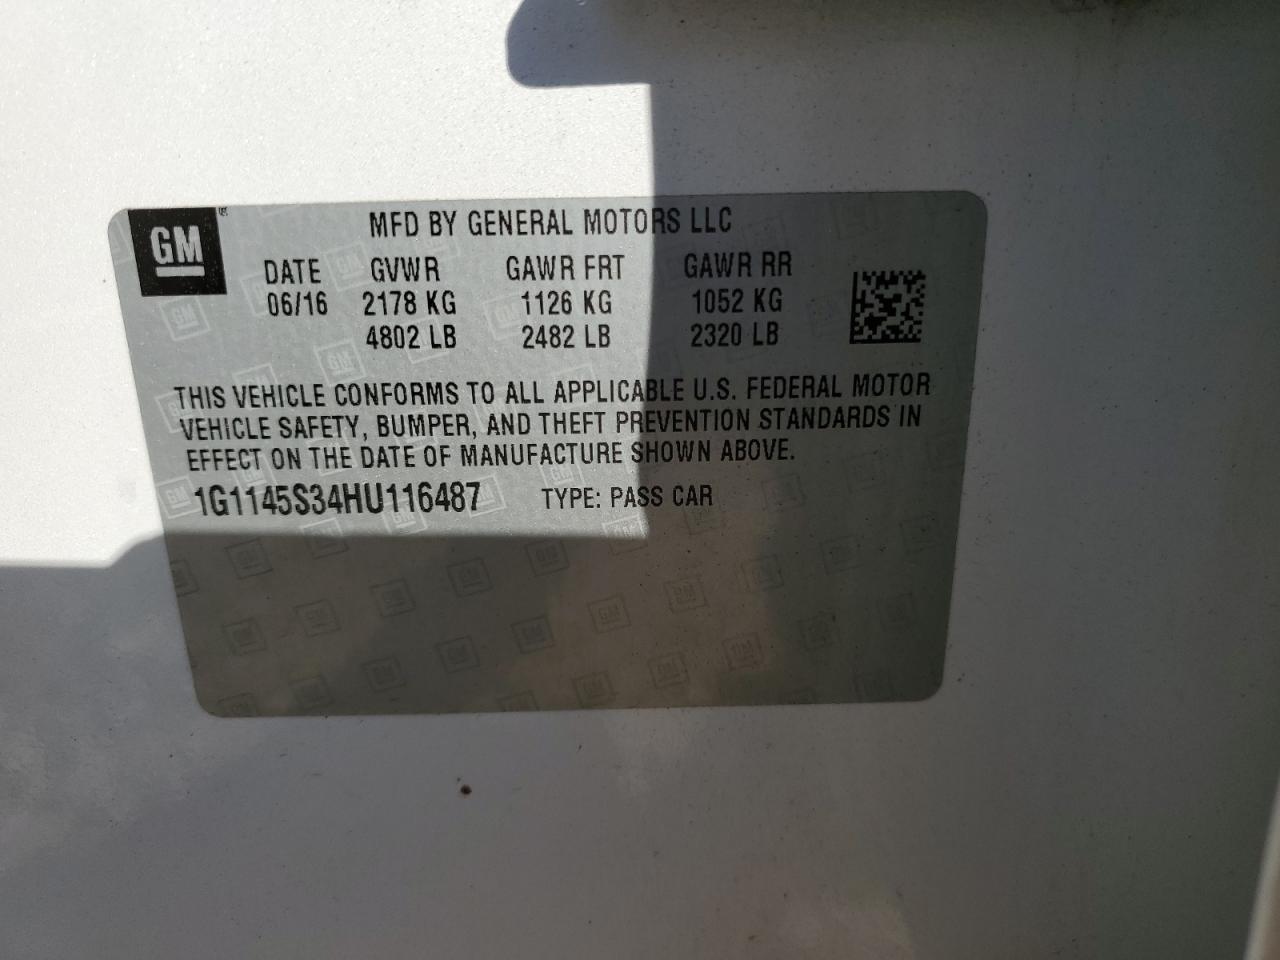 GM
MFD BY GENERAL MOTORS LLC
DATE GVWR GAWR FRT GAWR RR
06/16 2178 KG 1126 KG 1052 KG
4802 LB 2482 LB 2320 LB
THIS VEHICLE CONFORMS TO ALL APPLICABLE U.S. FEDERAL MOTOR
VEHICLE SAFETY, BUMPER, AND THEFT PREVENTION STANDARDS IN
EFFECT ON THE DATE OF MANUFACTURE SHOWN ABOVE.
1G1145S34HU116487 TYPE: PASS CAR